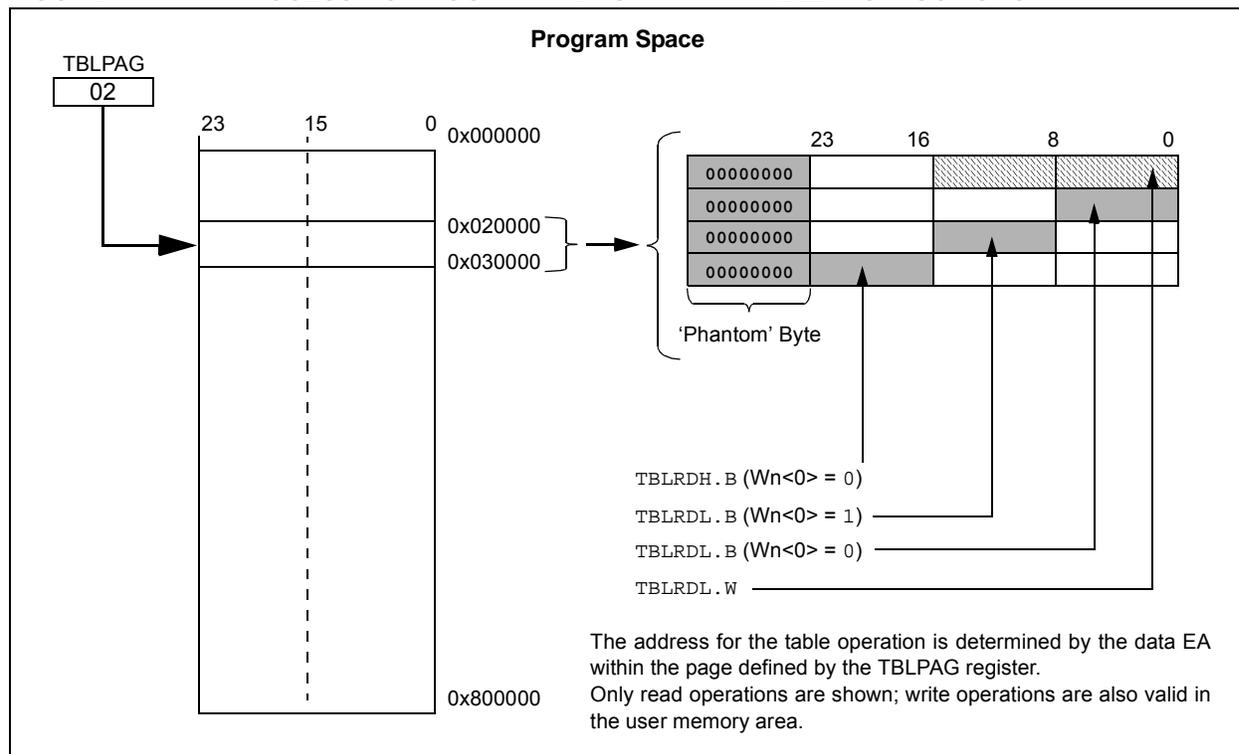 Program Space
TBLPAG
02
23 15 0
0x000000
0x020000
0x030000
0x800000
23 16 8 0
00000000
00000000
00000000
00000000
‘Phantom’ Byte
TBLRDH.B (Wn<0> = 0)
TBLRDL.B (Wn<0> = 1)
TBLRDL.B (Wn<0> = 0)
TBLRDL.W
The address for the table operation is determined by the data EA
within the page defined by the TBLPAG register.
Only read operations are shown; write operations are also valid in
the user memory area.